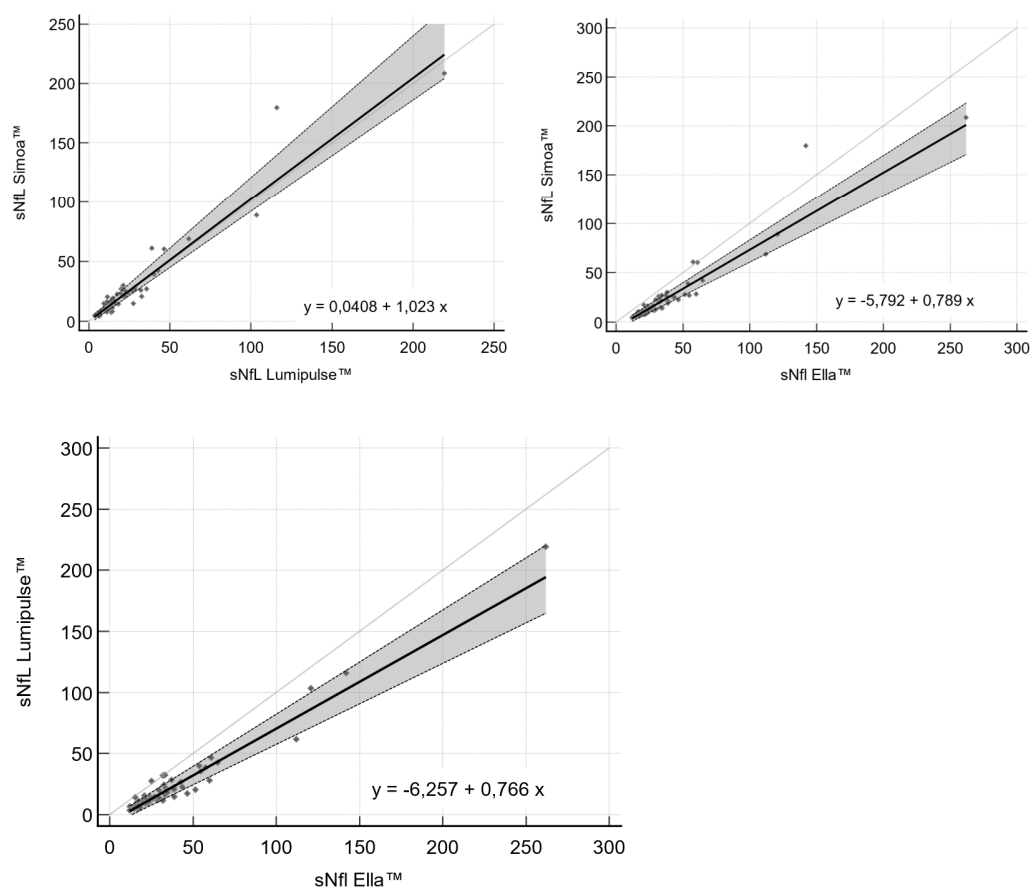 250
200
150
100
50
0
sNfL Simoa™
y = 0,0408 + 1,023 x
0 50 100 150 200 250
sNfL Lumipulse™
300
250
200
150
100
50
0
sNfL Simoa™
y = -5,792 + 0,789 x
0 50 100 150 200 250 300
sNfl Ella™
300
250
200
150
100
50
0
sNfL Lumipulse™
y = -6,257 + 0,766 x
0 50 100 150 200 250 300
sNfl Ella™